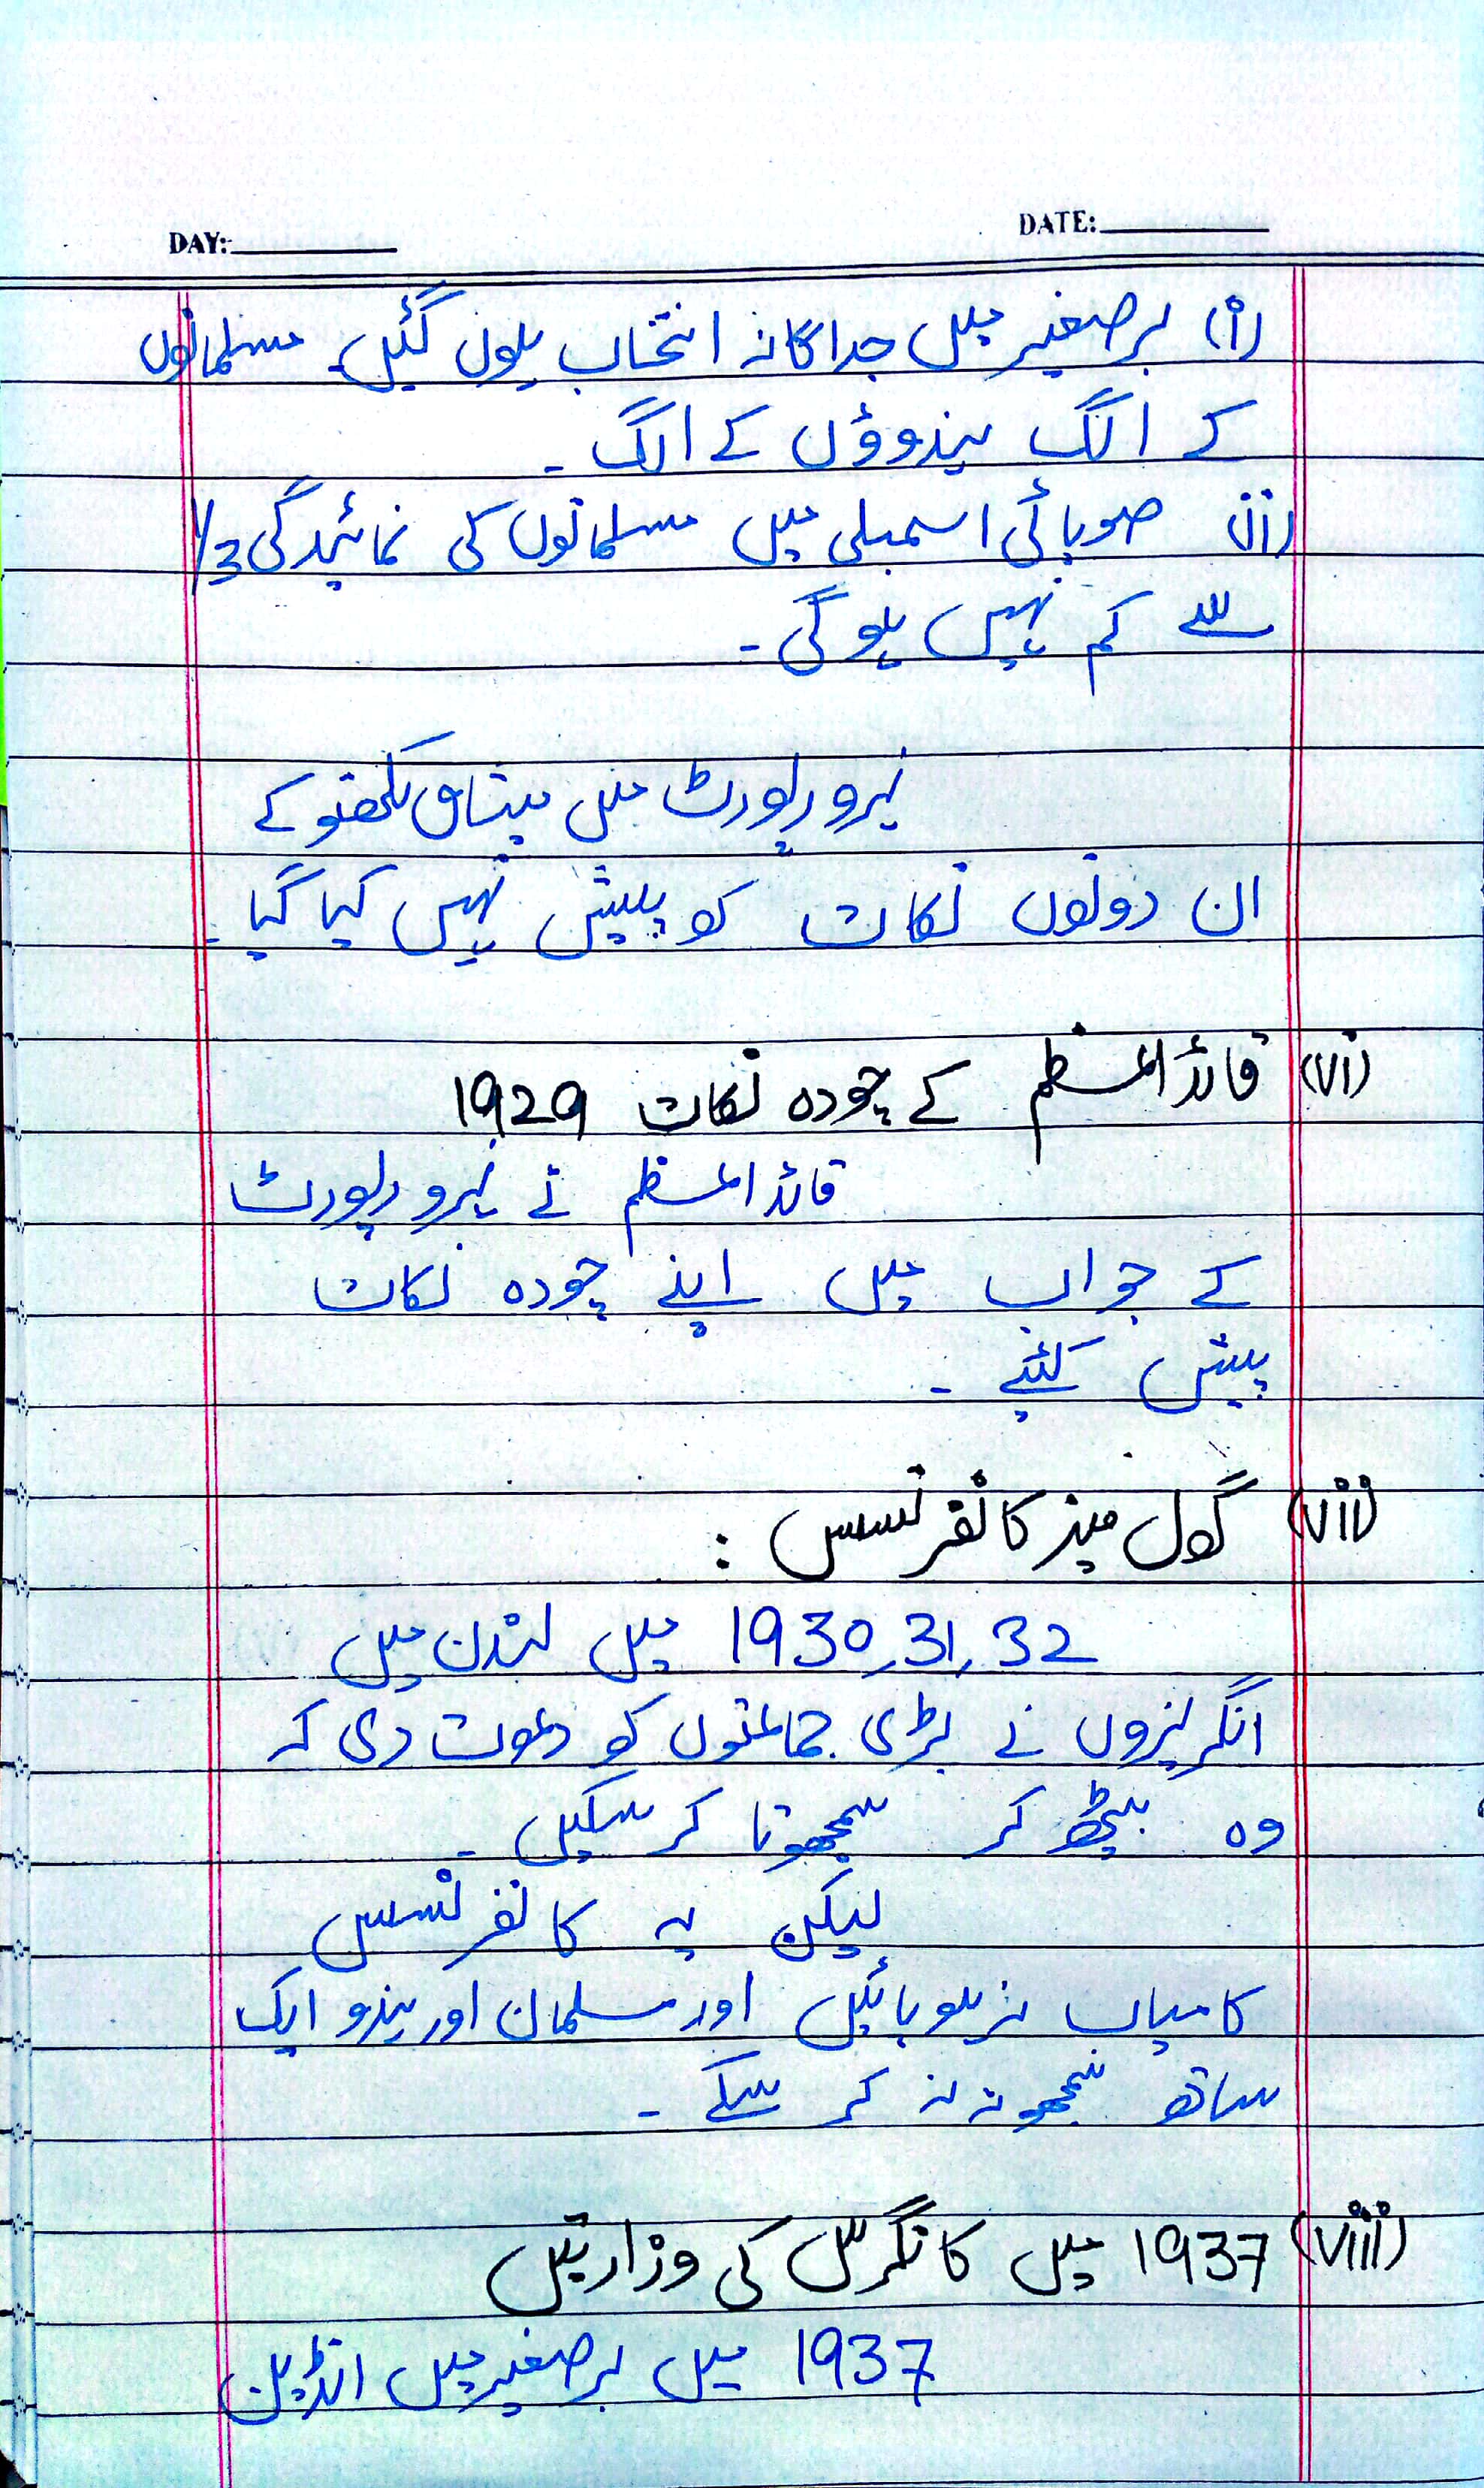 DAY:
DATE:
(i) برصغیر میں جداگانہ انتخاب ہوں گئیں۔ مسلمانوں
کے الگ ہندوؤں کے الگ۔
(ii) صوبائی اسمبلی میں مسلمانوں کی نمائندگی 1/3
سے کم نہیں ہوگی۔
نہرو رپورٹ میں میثاق لکھنو کے
ان دونوں نکات کو پیش نہیں کیا گیا۔
(vi) قائداعظم کے چودہ نکات 1929
قائداعظم نے نہرو رپورٹ
کے جواب میں اپنے چودہ نکات
پیش کئیے۔
(vii) گول میز کانفرنسس :
1930,31,32 میں لندن میں
انگریزوں نے بڑی جماعتوں کو دعوت دی کہ
وہ بیٹھ کر سمجھوتا کر سکیں۔
لیکن یہ کانفرنسس
کامیاب نہ ہو پائیں اور مسلمان اور ہندو ایک
ساتھ سمجھوتہ نہ کر سکے۔
(viii) 1937 میں کانگرس کی وزارتیں
1937 میں برصغیر میں انڈین